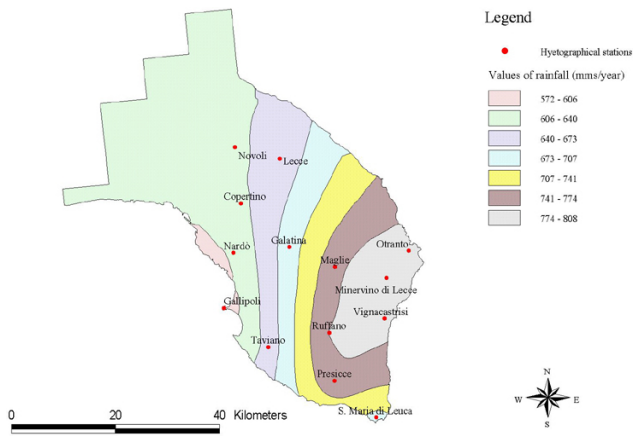 Legend
Hyetographical stations
Values of rainfall (mms/year)
572 - 606
606 - 640
640 - 673
673 - 707
707 - 741
741 - 774
774 - 808
Novoli
Lecce
Copertino
Galatina
Otranto
Nardò
Maglie
Minervino di Lecce
Gallipoli
Vignacastrisi
Ruffano
Taviano
Presicce
S. Maria di Leuca
0 20 40 Kilometers
N
W E
S